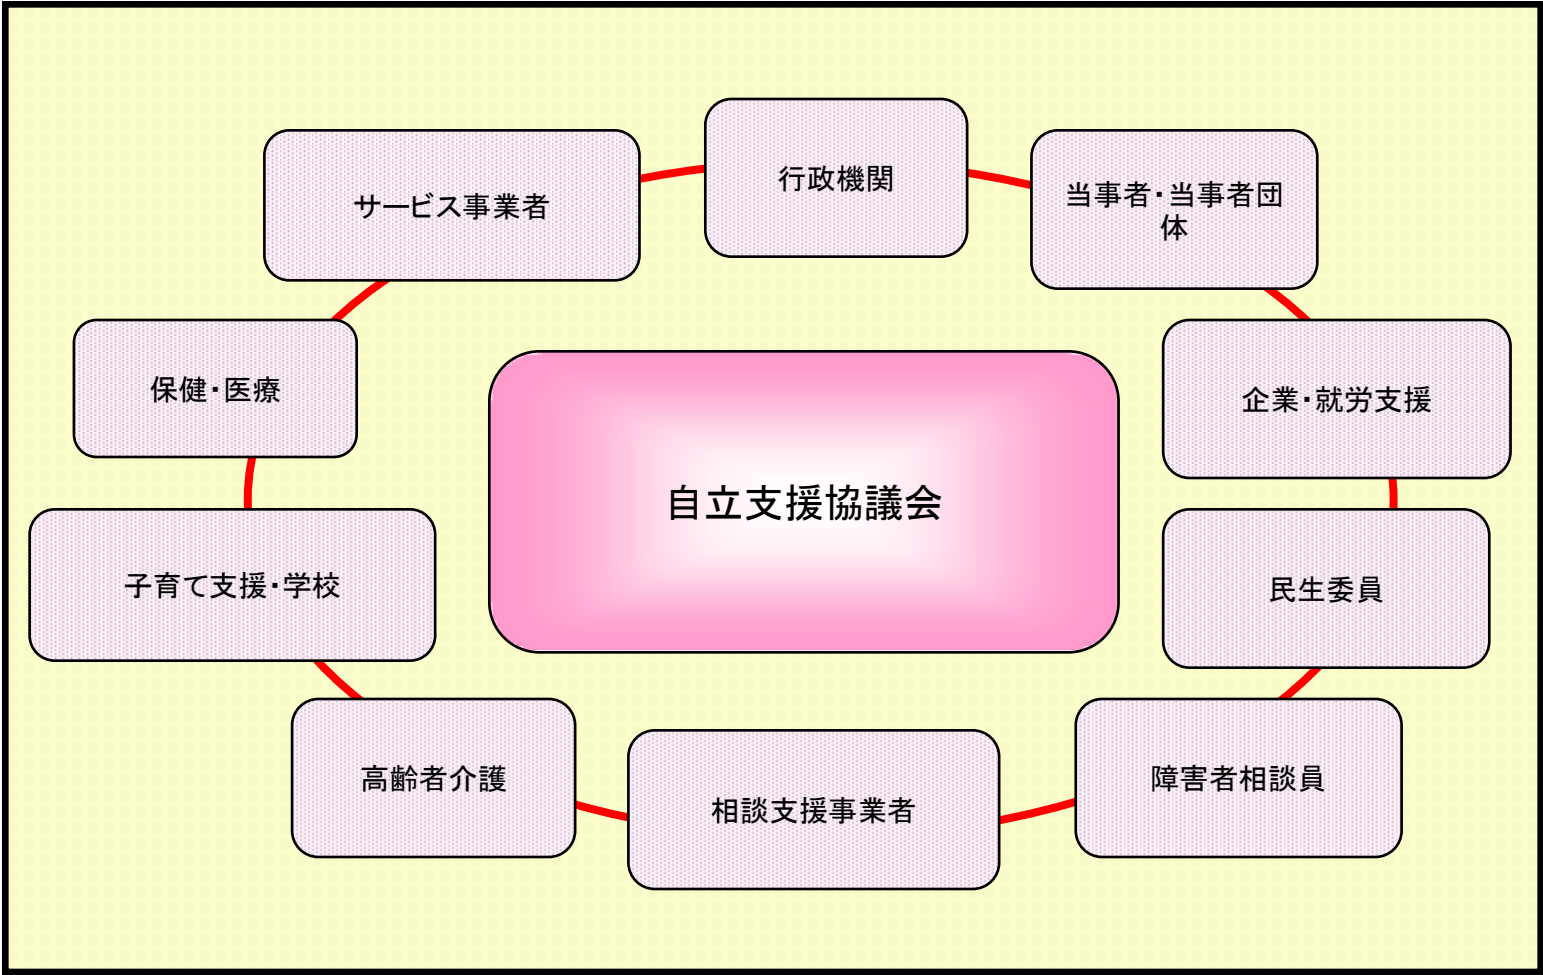 行政機関
サービス事業者
当事者・当事者団
体
保健・医療
企業・就労支援
自立支援協議会
子育て支援・学校
民生委員
高齢者介護
相談支援事業者
障害者相談員